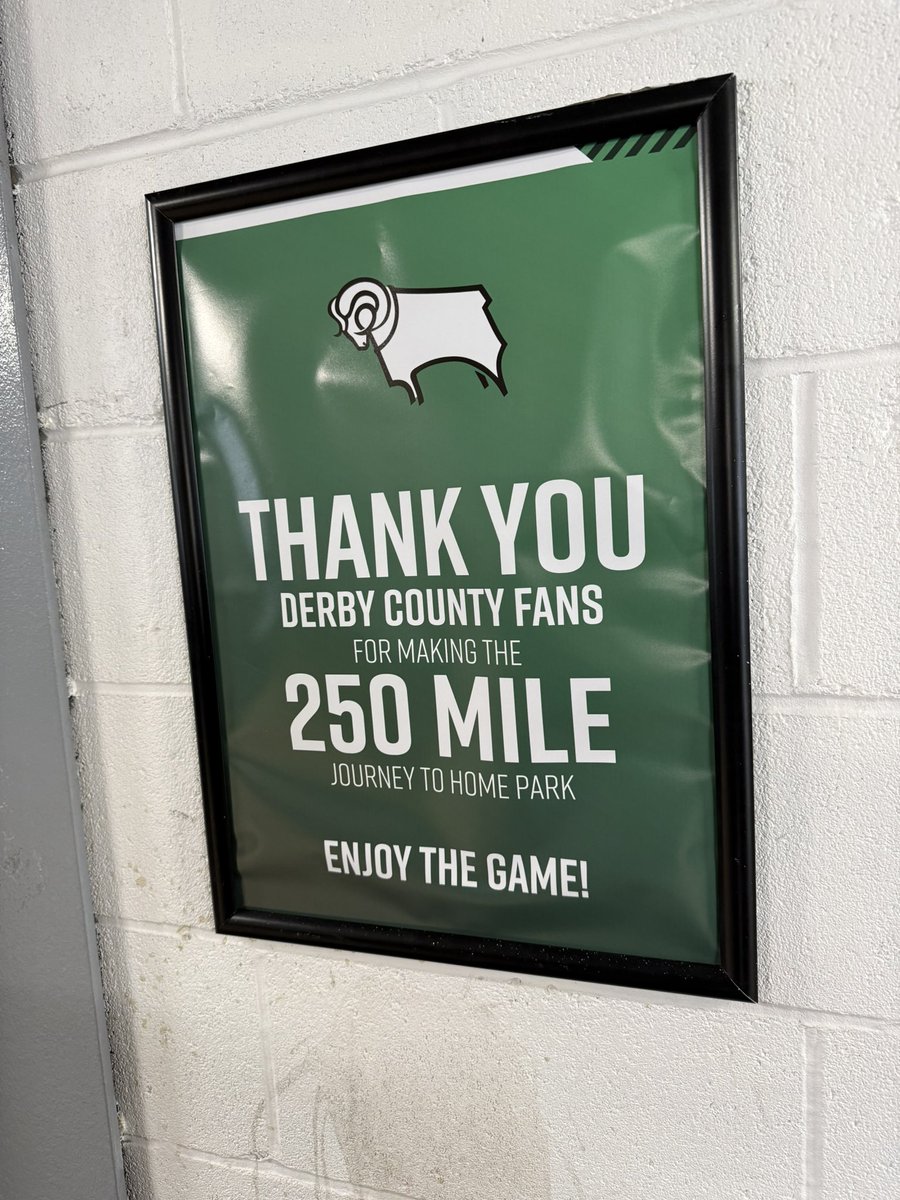 THANK YOU
DERBY COUNTY FANS
FOR MAKING THE
250 MILE
JOURNEY TO HOME PARK
ENJOY THE GAME!